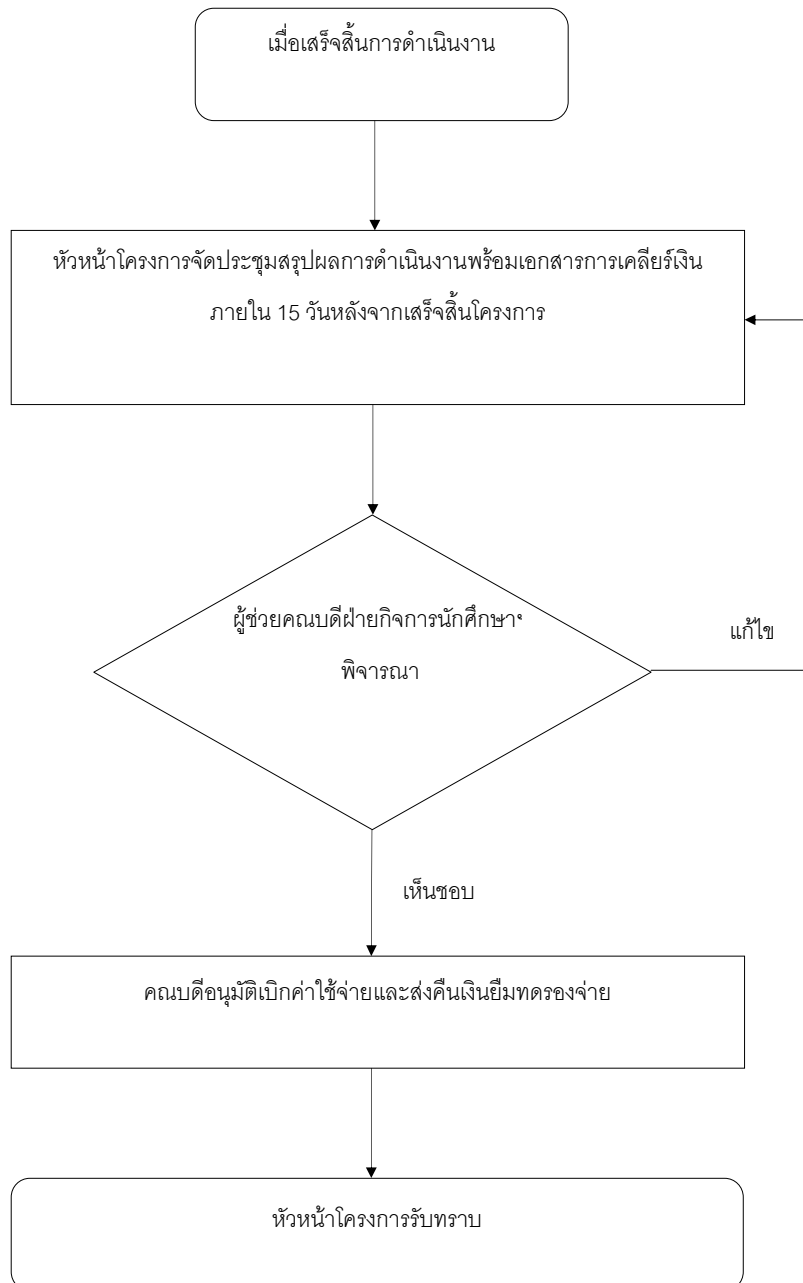 เมื่อเสร็จสิ้นการดำเนินงาน
หัวหน้าโครงการจัดประชุมสรุปผลการดำเนินงานพร้อมเอกสารการเคลียร์เงิน
ภายใน 15 วันหลังจากเสร็จสิ้นโครงการ
ผู้ช่วยคณบดีฝ่ายกิจการนักศึกษาฯ
พิจารณา
แก้ไข
เห็นชอบ
คณบดีอนุมัติเบิกค่าใช้จ่ายและส่งคืนเงินยืมทดรองจ่าย
หัวหน้าโครงการรับทราบ